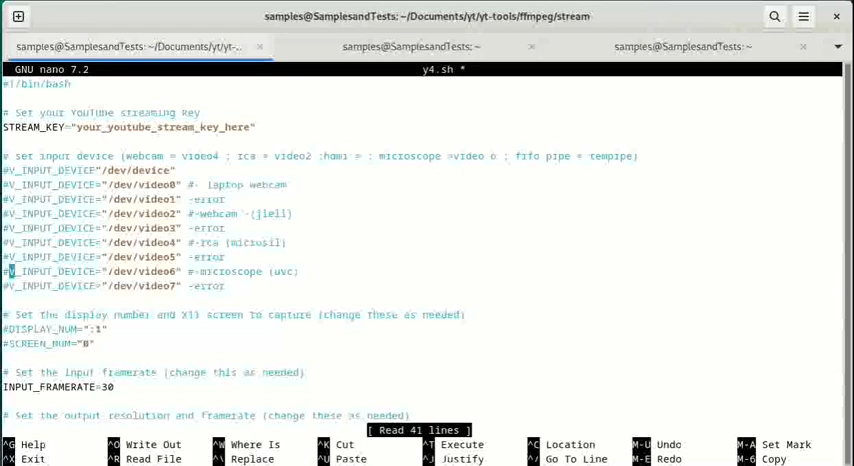 samples@SamplesandTests: ~/Documents/yt/yt-tools/ffmpeg/stream
samples@SamplesandTests: ~/Documents/yt/yt-... × samples@SamplesandTests: ~ × samples@SamplesandTests: ~ ×
GNU nano 7.2 y4.sh *
#!/bin/bash
# Set your YouTube streaming key
STREAM_KEY="your_youtube_stream_key_here"
# set input device (webcam = video4 ; rca = video2 ;hdmi = ; microscope =video 6 ; fifo pipe = tempipe)
#V_INPUT_DEVICE"/dev/device"
#V_INPUT_DEVICE="/dev/video0" #- laptop webcam
#V_INPUT_DEVICE="/dev/video1" -error
#V_INPUT_DEVICE="/dev/video2" #-webcam -(jieli)
#V_INPUT_DEVICE="/dev/video3" -error
#V_INPUT_DEVICE="/dev/video4" #-rca (microsil)
#V_INPUT_DEVICE="/dev/video5" -error
#V_INPUT_DEVICE="/dev/video6" #-microscope (uvc)
#V_INPUT_DEVICE="/dev/video7" -error
# Set the display number and X11 screen to capture (change these as needed)
#DISPLAY_NUM=":1"
#SCREEN_NUM="0"
# Set the input framerate (change this as needed)
INPUT_FRAMERATE=30
# Set the output resolution and framerate (change these as needed)
[ Read 41 lines ]
^G Help ^O Write Out ^W Where Is ^K Cut ^T Execute ^C Location M-U Undo M-A Set Mark
^X Exit ^R Read File ^\ Replace ^U Paste ^J Justify ^/ Go To Line M-E Redo M-6 Copy